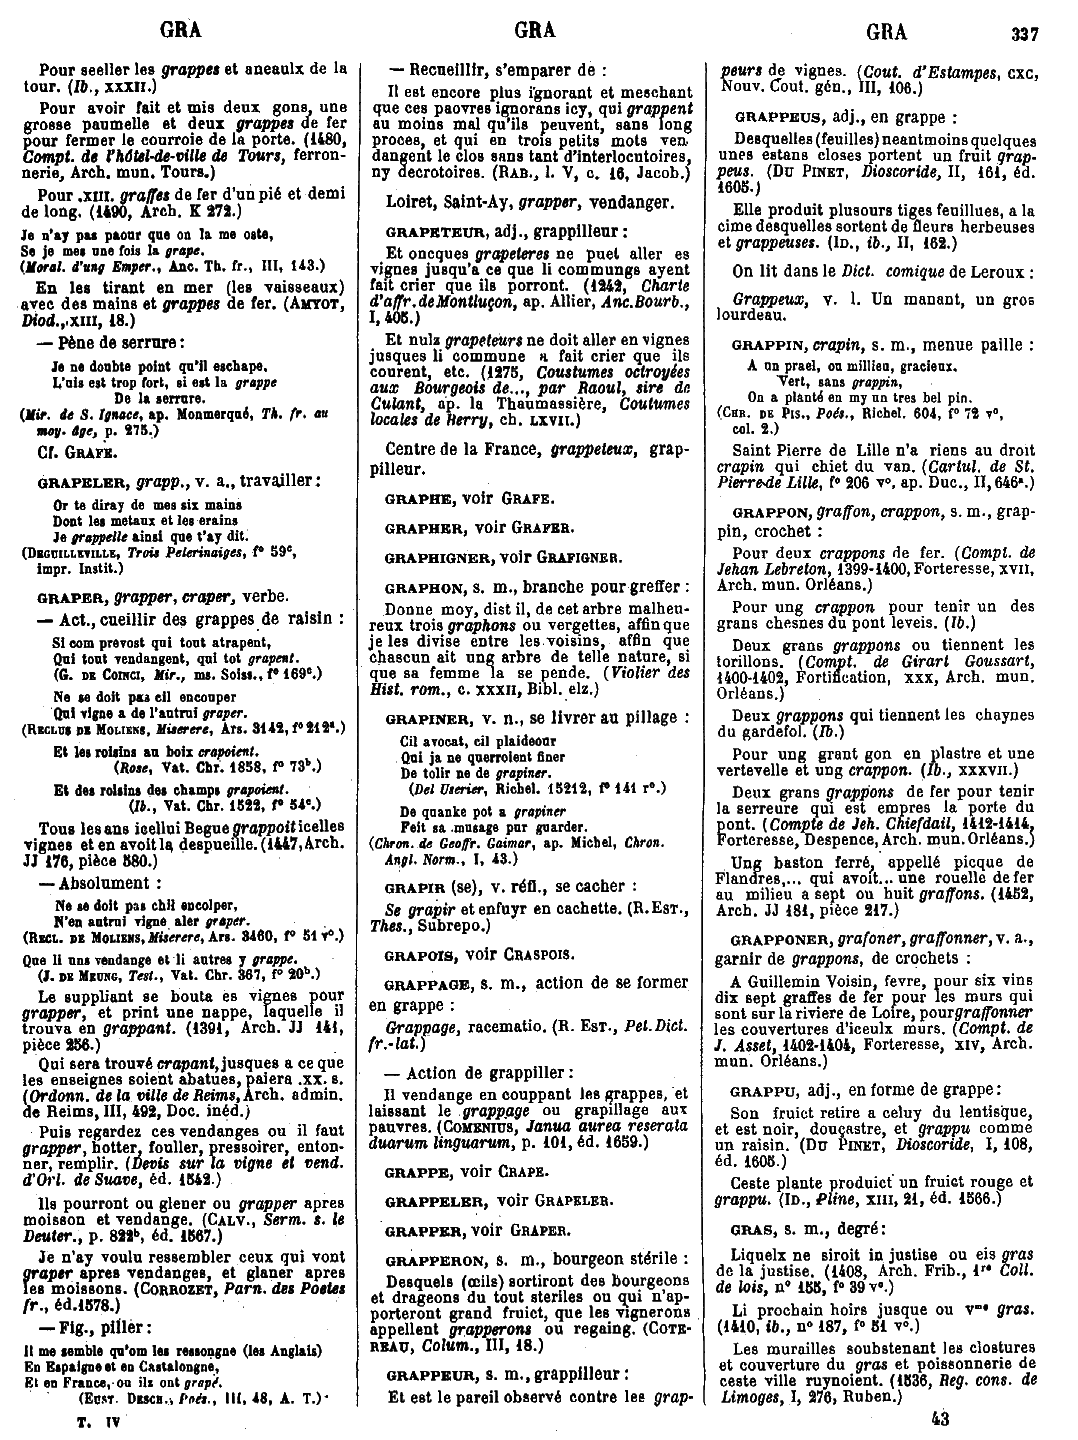 GRA
GRA
GRA
337
Pour seeller les grappes et aneaulx de la
tour. (Ib., XXXII.)
Pour avoir fait et mis deux gons, une
grosse paumelle et deux grappes de fer
pour fermer le courroie de la porte. (1480,
Compt. de l'hôtel-de-ville de Tours, ferron-
nerie, Arch. mun. Tours.)
Pour .XIII. graffes de fer d'un pié et demi
de long. (1490, Arch. K 272.)
Je n'ay pas paour que on la me oste,
Se je mes une fois la grape.
(Moral. d'ung Emper., Anc. Th. fr., III, 143.)
En les tirant en mer (les vaisseaux)
avec des mains et grappes de fer. (AMYOT,
Diod., XIII, 18.)
— Pêne de serrure :
Je ne doubte point qu'il eschape,
L'uis est trop fort, si est la grappe
De la serrure.
(Mir. de S. Ignace, ap. Monmerqué, Th. fr. au
moy. âge, p. 275.)
Cf. GRAFE.
GRAPELER, grapp., v. a., travailler :
Or te diray de mes six mains
Dont les metaux et les erains
Je grappelle ainsi que t'ay dit.
(DEGUILLEVILLE, Trois Pelerinaiges, f° 59c,
impr. Instit.)
GRAPER, grapper, craper, verbe.
— Act., cueillir des grappes de raisin :
Si com prevost qui tout atrapent,
Qui tout vendangent, qui tot grapent.
(G. DE COINCI, Mir., ms. Soiss., f° 169c.)
Ne se doit pas cil encouper
Qui vigne a de l'autrui graper.
(RECLUS DE MOLIENS, Miserere, Ars. 3142, f° 212a.)
Et les roisins au boix crapoient.
(Rose, Vat. Chr. 1858, f° 73b.)
Et des roisins des champs grapoient.
(Ib., Vat. Chr. 1522, f° 54c.)
Tous les ans icellui Begue grappoit icelles
vignes et en avoit la despueille. (1447, Arch.
JJ 176, pièce 580.)
— Absolument :
Ne se doit pas chil encolper,
N'en autrui vigne aler graper.
(RECL. DE MOLIENS, Miserere, Ars. 3460, f° 51 v°.)
Que li uns vendange et li autres y grappe.
(J. DE MEUNG, Test., Vat. Chr. 367, f° 20b.)
Le suppliant se bouta es vignes pour
grapper, et print une nappe, laquelle il
trouva en grappant. (1391, Arch. JJ 141,
pièce 256.)
Qui sera trouvé crapant, jusques a ce que
les enseignes soient abatues, paiera .XX. s.
(Ordonn. de la ville de Reims, Arch. admin.
de Reims, III, 492, Doc. inéd.)
Puis regardez ces vendanges ou il faut
grapper, hotter, fouller, pressoirer, enton-
ner, remplir. (Devis sur la vigne et vend.
d'Orl. de Suave, éd. 1542.)
Ils pourront ou glener ou grapper apres
moisson et vendange. (CALV., Serm. s. le
Deuter., p. 822b, éd. 1567.)
Je n'ay voulu ressembler ceux qui vont
graper apres vendanges, et glaner apres
les moissons. (CORROZET, Parn. des Poetes
fr., éd. 1578.)
— Fig., piller :
Il me semble qu'om les ressongne (les Anglais)
En Espaigne et en Castalongne,
Et en France, ou ils ont grapé.
(EUST. DESCH., Poés., III, 48, A. T.)
T. IV
— Recueillir, s'emparer de :
Il est encore plus ignorant et meschant
que ces paovres ignorans icy, qui grappent
au moins mal qu'ils peuvent, sans long
proces, et qui en trois petits mots ven-
dangent le clos sans tant d'interlocutoires,
ny decrotoires. (RAB., l. V, c. 16, Jacob.)
Loiret, Saint-Ay, grapper, vendanger.
GRAPETEUR, adj., grappilleur :
Et oncques grapeteres ne puet aller es
vignes jusqu'a ce que li commungs ayent
fait crier que ils porront. (1242, Charte
d'affr. de Montluçon, ap. Allier, Anc. Bourb.,
I, 405.)
Et nulz grapeteurs ne doit aller en vignes
jusques li commune a fait crier que ils
courent, etc. (1275, Coustumes octroyées
aux Bourgeois de..., par Raoul, sire de
Culant, ap. la Thaumassière, Coutumes
locales de Berry, ch. LXVII.)
Centre de la France, grappeteux, grap-
pilleur.
GRAPHE, voir GRAFE.
GRAPHER, voir GRAFER.
GRAPHIGNER, voir GRAFIGNER.
GRAPHON, s. m., branche pour greffer :
Donne moy, dist il, de cet arbre malheu-
reux trois graphons ou vergettes, affin que
je les divise entre les voisins, affin que
chascun ait ung arbre de telle nature, si
que sa femme la se pende. (Violier des
Hist. rom., c. XXXII, Bibl. elz.)
GRAPINER, v. n., se livrer au pillage :
Cil avocat, cil plaideour
Qui ja ne querroient finer
De tolir ne de grapiner.
(Del Userier, Richel. 15212, f° 141 r°.)
De quanke pot a grapiner
Feit sa musage pur guarder.
(Chron. de Geoffr. Gaimar, ap. Michel, Chron.
Angl. Norm., I, 43.)
GRAPIR (se), v. réfl., se cacher :
Se grapir et enfuyr en cachette. (R. EST.,
Thes., Subrepo.)
GRAPOIS, voir CRASPOIS.
GRAPPAGE, s. m., action de se former
en grappe :
Grappage, racematio. (R. EST., Pet. Dict.
fr.-lat.)
— Action de grappiller :
Il vendange en couppant les grappes, et
laissant le grappage ou grapillage aux
pauvres. (COMENIUS, Janua aurea reserata
duarum linguarum, p. 101, éd. 1659.)
GRAPPE, voir CRAPE.
GRAPPELER, voir GRAPELER.
GRAPPER, voir GRAPER.
GRAPPERON, s. m., bourgeon stérile :
Desquels (œils) sortiront des bourgeons
et drageons du tout steriles ou qui n'ap-
porteront grand fruict, que les vignerons
appellent grapperons ou regaing. (COTE-
REAU, Colum., III, 18.)
GRAPPEUR, s. m., grappilleur :
Et est le pareil observé contre les grap-
peurs de vignes. (Cout. d'Estampes, CXC,
Nouv. Cout. gén., III, 106.)
GRAPPEUS, adj., en grappe :
Desquelles (feuilles) neantmoins quelques
unes estans closes portent un fruit grap-
peus. (DU PINET, Dioscoride, II, 161, éd.
1605.)
Elle produit plusours tiges feuillues, a la
cime desquelles sortent de fleurs herbeuses
et grappeuses. (ID., ib., II, 162.)
On lit dans le Dict. comique de Leroux :
Grappeux, v. l. Un manant, un gros
lourdeau.
GRAPPIN, crapin, s. m., menue paille :
A un prael, ou millieu, gracieux,
Vert, sans grappin,
On a planté en my un tres bel pin.
(CHR. DE PIS., Poés., Richel. 604, f° 72 v°,
col. 2.)
Saint Pierre de Lille n'a riens au droit
crapin qui chiet du van. (Cartul. de St.
Pierre de Lille, f° 206 v°, ap. Duc., II, 646a.)
GRAPPON, graffon, crappon, s. m., grap-
pin, crochet :
Pour deux crappons de fer. (Compt. de
Jehan Lebreton, 1399-1400, Forteresse, XVII,
Arch. mun. Orléans.)
Pour ung crappon pour tenir un des
grans chesnes du pont leveis. (Ib.)
Deux grans grappons ou tiennent les
torillons. (Compt. de Girart Goussart,
1400-1402, Fortification, XXX, Arch. mun.
Orléans.)
Deux grappons qui tiennent les chaynes
du gardefol. (Ib.)
Pour ung grant gon en plastre et une
vertevelle et ung crappon. (Ib., XXXVII.)
Deux grans grappons de fer pour tenir
la serreure qui est empres la porte du
pont. (Compte de Jeh. Chiefdail, 1412-1414,
Forteresse, Despence, Arch. mun. Orléans.)
Ung baston ferré, appellé picque de
Flandres,... qui avoit... une rouelle de fer
au milieu a sept ou huit graffons. (1452,
Arch. JJ 181, pièce 217.)
GRAPPONER, grafoner, graffonner, v. a.,
garnir de grappons, de crochets :
A Guillemin Voisin, fevre, pour six vins
dix sept graffes de fer pour les murs qui
sont sur la riviere de Loire, pour graffonner
les couvertures d'iceulx murs. (Compt. de
J. Asset, 1402-1404, Forteresse, XIV, Arch.
mun. Orléans.)
GRAPPU, adj., en forme de grappe :
Son fruict retire a celuy du lentisque,
et est noir, douçastre, et grappu comme
un raisin. (DU PINET, Dioscoride, I, 108,
éd. 1605.)
Ceste plante produict un fruict rouge et
grappu. (ID., Pline, XIII, 21, éd. 1566.)
GRAS, s. m., degré :
Liquelx ne siroit in justise ou eis gras
de la justise. (1408, Arch. Frib., 1re Coll.
de lois, n° 155, f° 39 v°.)
Li prochain hoirs jusque ou vme gras.
(1410, ib., n° 187, f° 51 v°.)
Les murailles soubstenant les clostures
et couverture du gras et poissonnerie de
ceste ville ruynoient. (1536, Reg. cons. de
Limoges, I, 276, Ruben.)
43